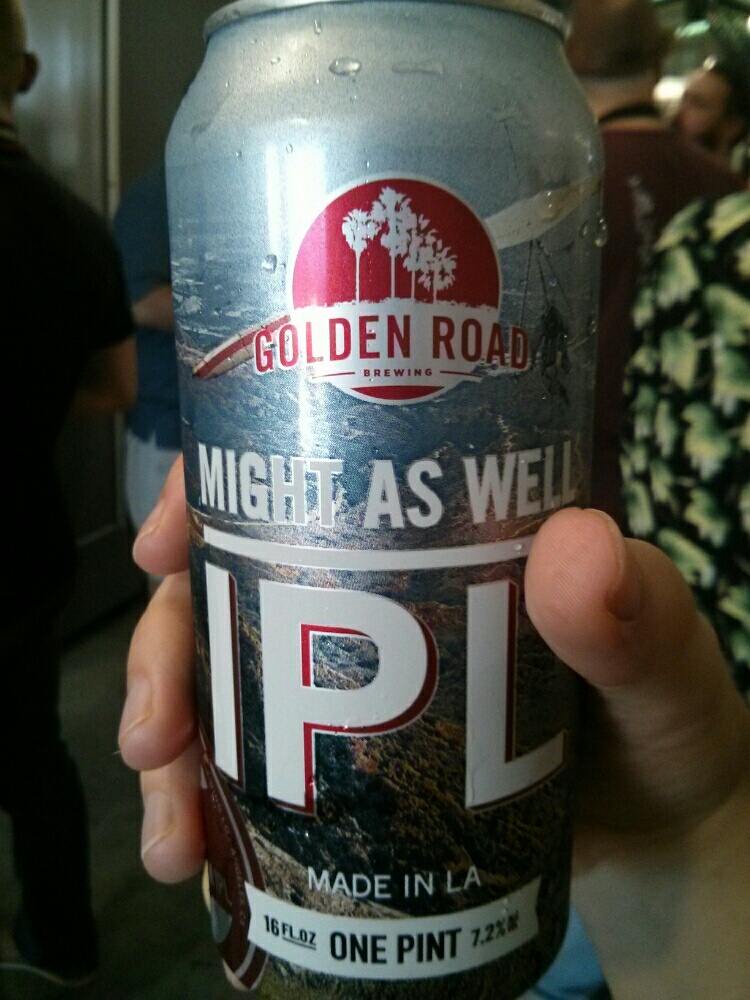 GOLDEN ROAD
BREWING
MIGHT AS WELL
IPL
MADE IN LA
16 FL.OZ ONE PINT 7.2%